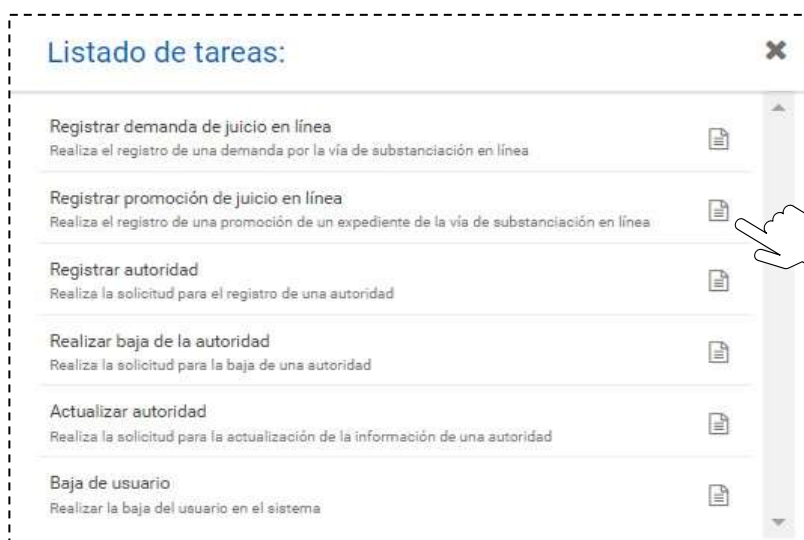 Listado de tareas:
Registrar demanda de juicio en línea
Realiza el registro de una demanda por la vía de substanciación en línea
Registrar promoción de juicio en línea
Realiza el registro de una promoción de un expediente de la vía de substanciación en línea
Registrar autoridad
Realiza la solicitud para el registro de una autoridad
Realizar baja de la autoridad
Realiza la solicitud para la baja de una autoridad
Actualizar autoridad
Realiza la solicitud para la actualización de la información de una autoridad
Baja de usuario
Realizar la baja del usuario en el sistema